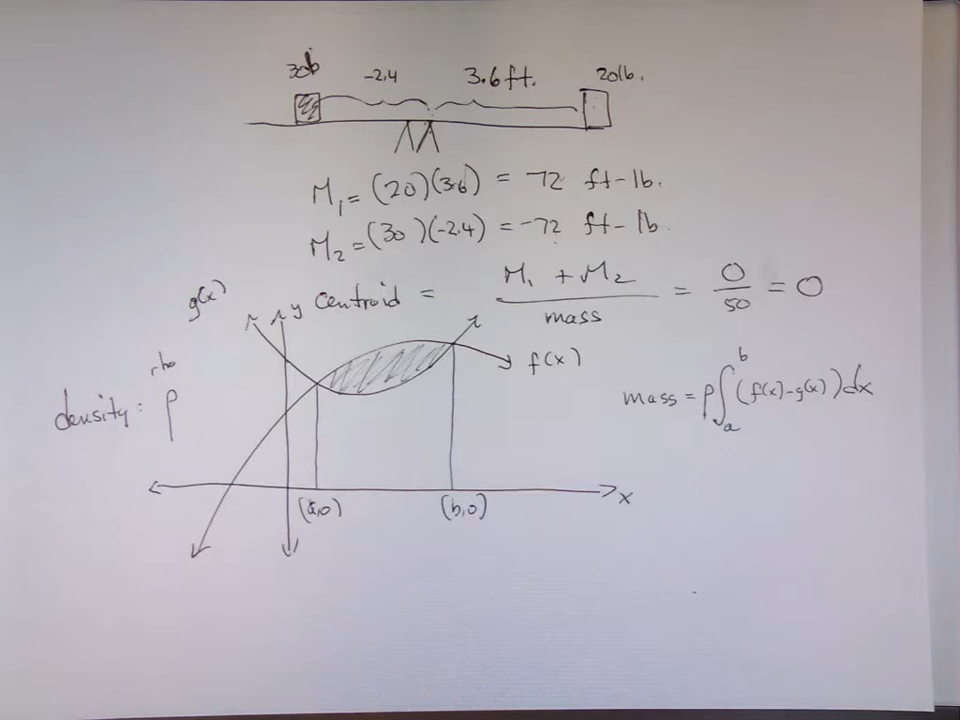 30lb -2.4 3.6 ft. 20lb.
M₁ = (20)(3.6) = 72 ft-lb.
M₂ = (30)(-2.4) = -72 ft-lb.
centroid = (M₁ + M₂)/mass = 0/50 = 0
g(x)
y
f(x)
rho
density: ρ
mass = ρ∫ₐᵇ (f(x)-g(x)) dx
(a,0) (b,0) x